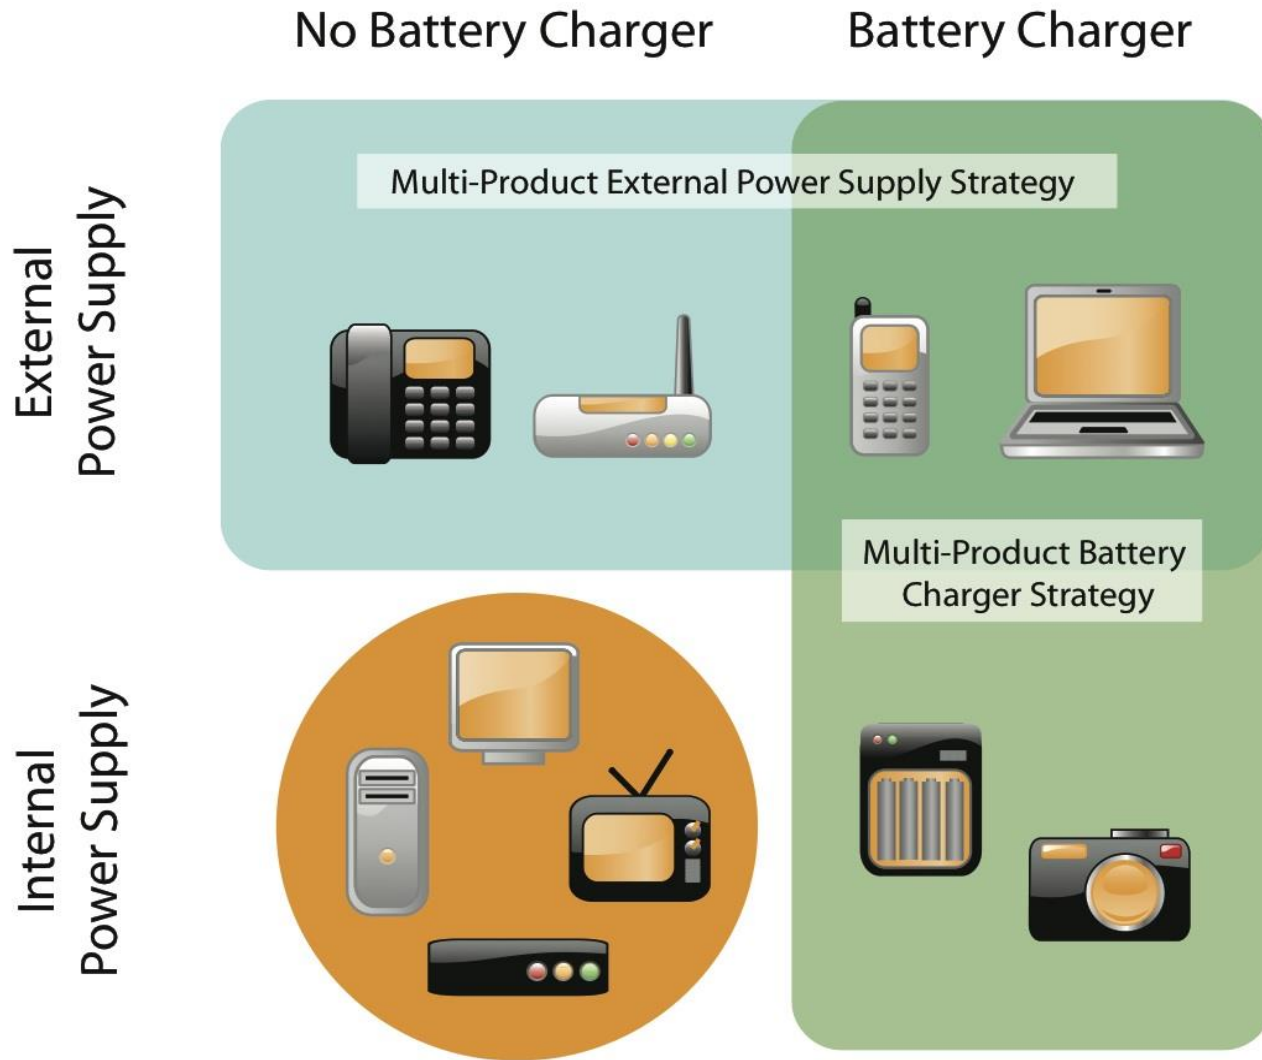 No Battery Charger
Battery Charger
External
Power Supply
Multi-Product External Power Supply Strategy
Multi-Product Battery
Charger Strategy
Internal
Power Supply